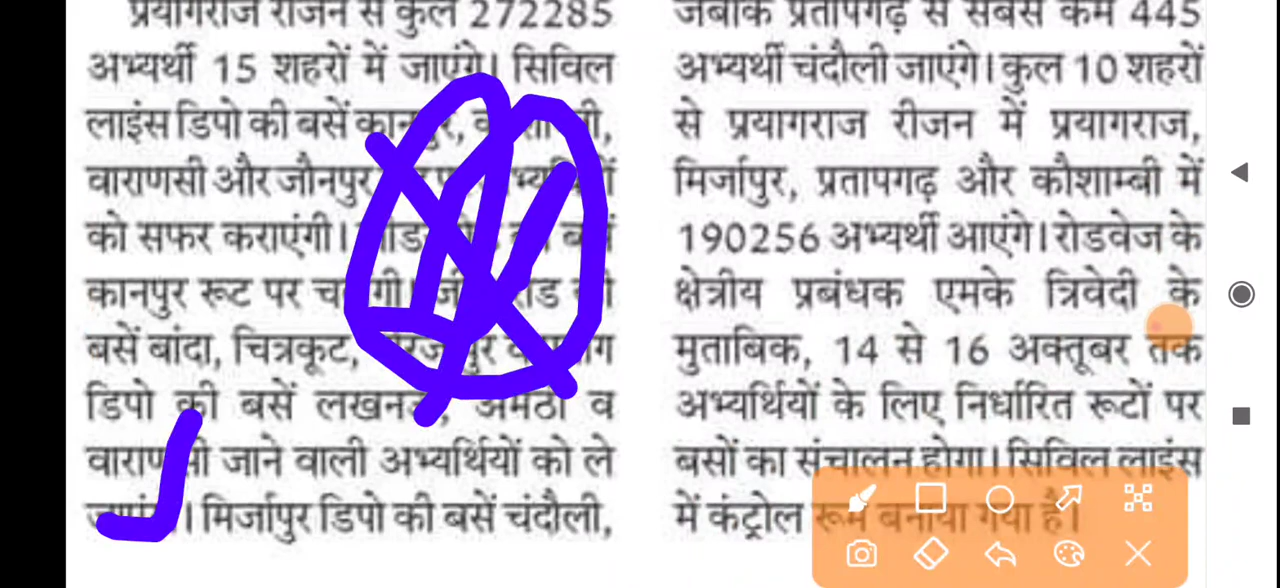 प्रयागराज रीजन से कुल 272285
अभ्यर्थी 15 शहरों में जाएंगे। सिविल
लाइंस डिपो की बसें
वाराणसी और जौनपुर
को सफर कराएंगी।
कानपुर रूट पर
बसें बांदा, चित्रकूट,
डिपो की बसें व
जाने वाली अभ्यर्थियों को ले
। मिर्जापुर डिपो की बसें चंदौली,
जबकि प्रतापगढ़ से सबसे कम 445
अभ्यर्थी चंदौली जाएंगे। कुल 10 शहरों
से प्रयागराज रीजन में प्रयागराज,
मिर्जापुर, प्रतापगढ़ और कौशाम्बी में
190256 अभ्यर्थी आएंगे। रोडवेज के
क्षेत्रीय प्रबंधक एमके त्रिवेदी के
मुताबिक, 14 से 16 अक्तूबर तक
अभ्यर्थियों के लिए निर्धारित रूटों पर
बसों का संचालन होगा। सिविल लाइंस
में कंट्रोल रूम बनाया गया है।